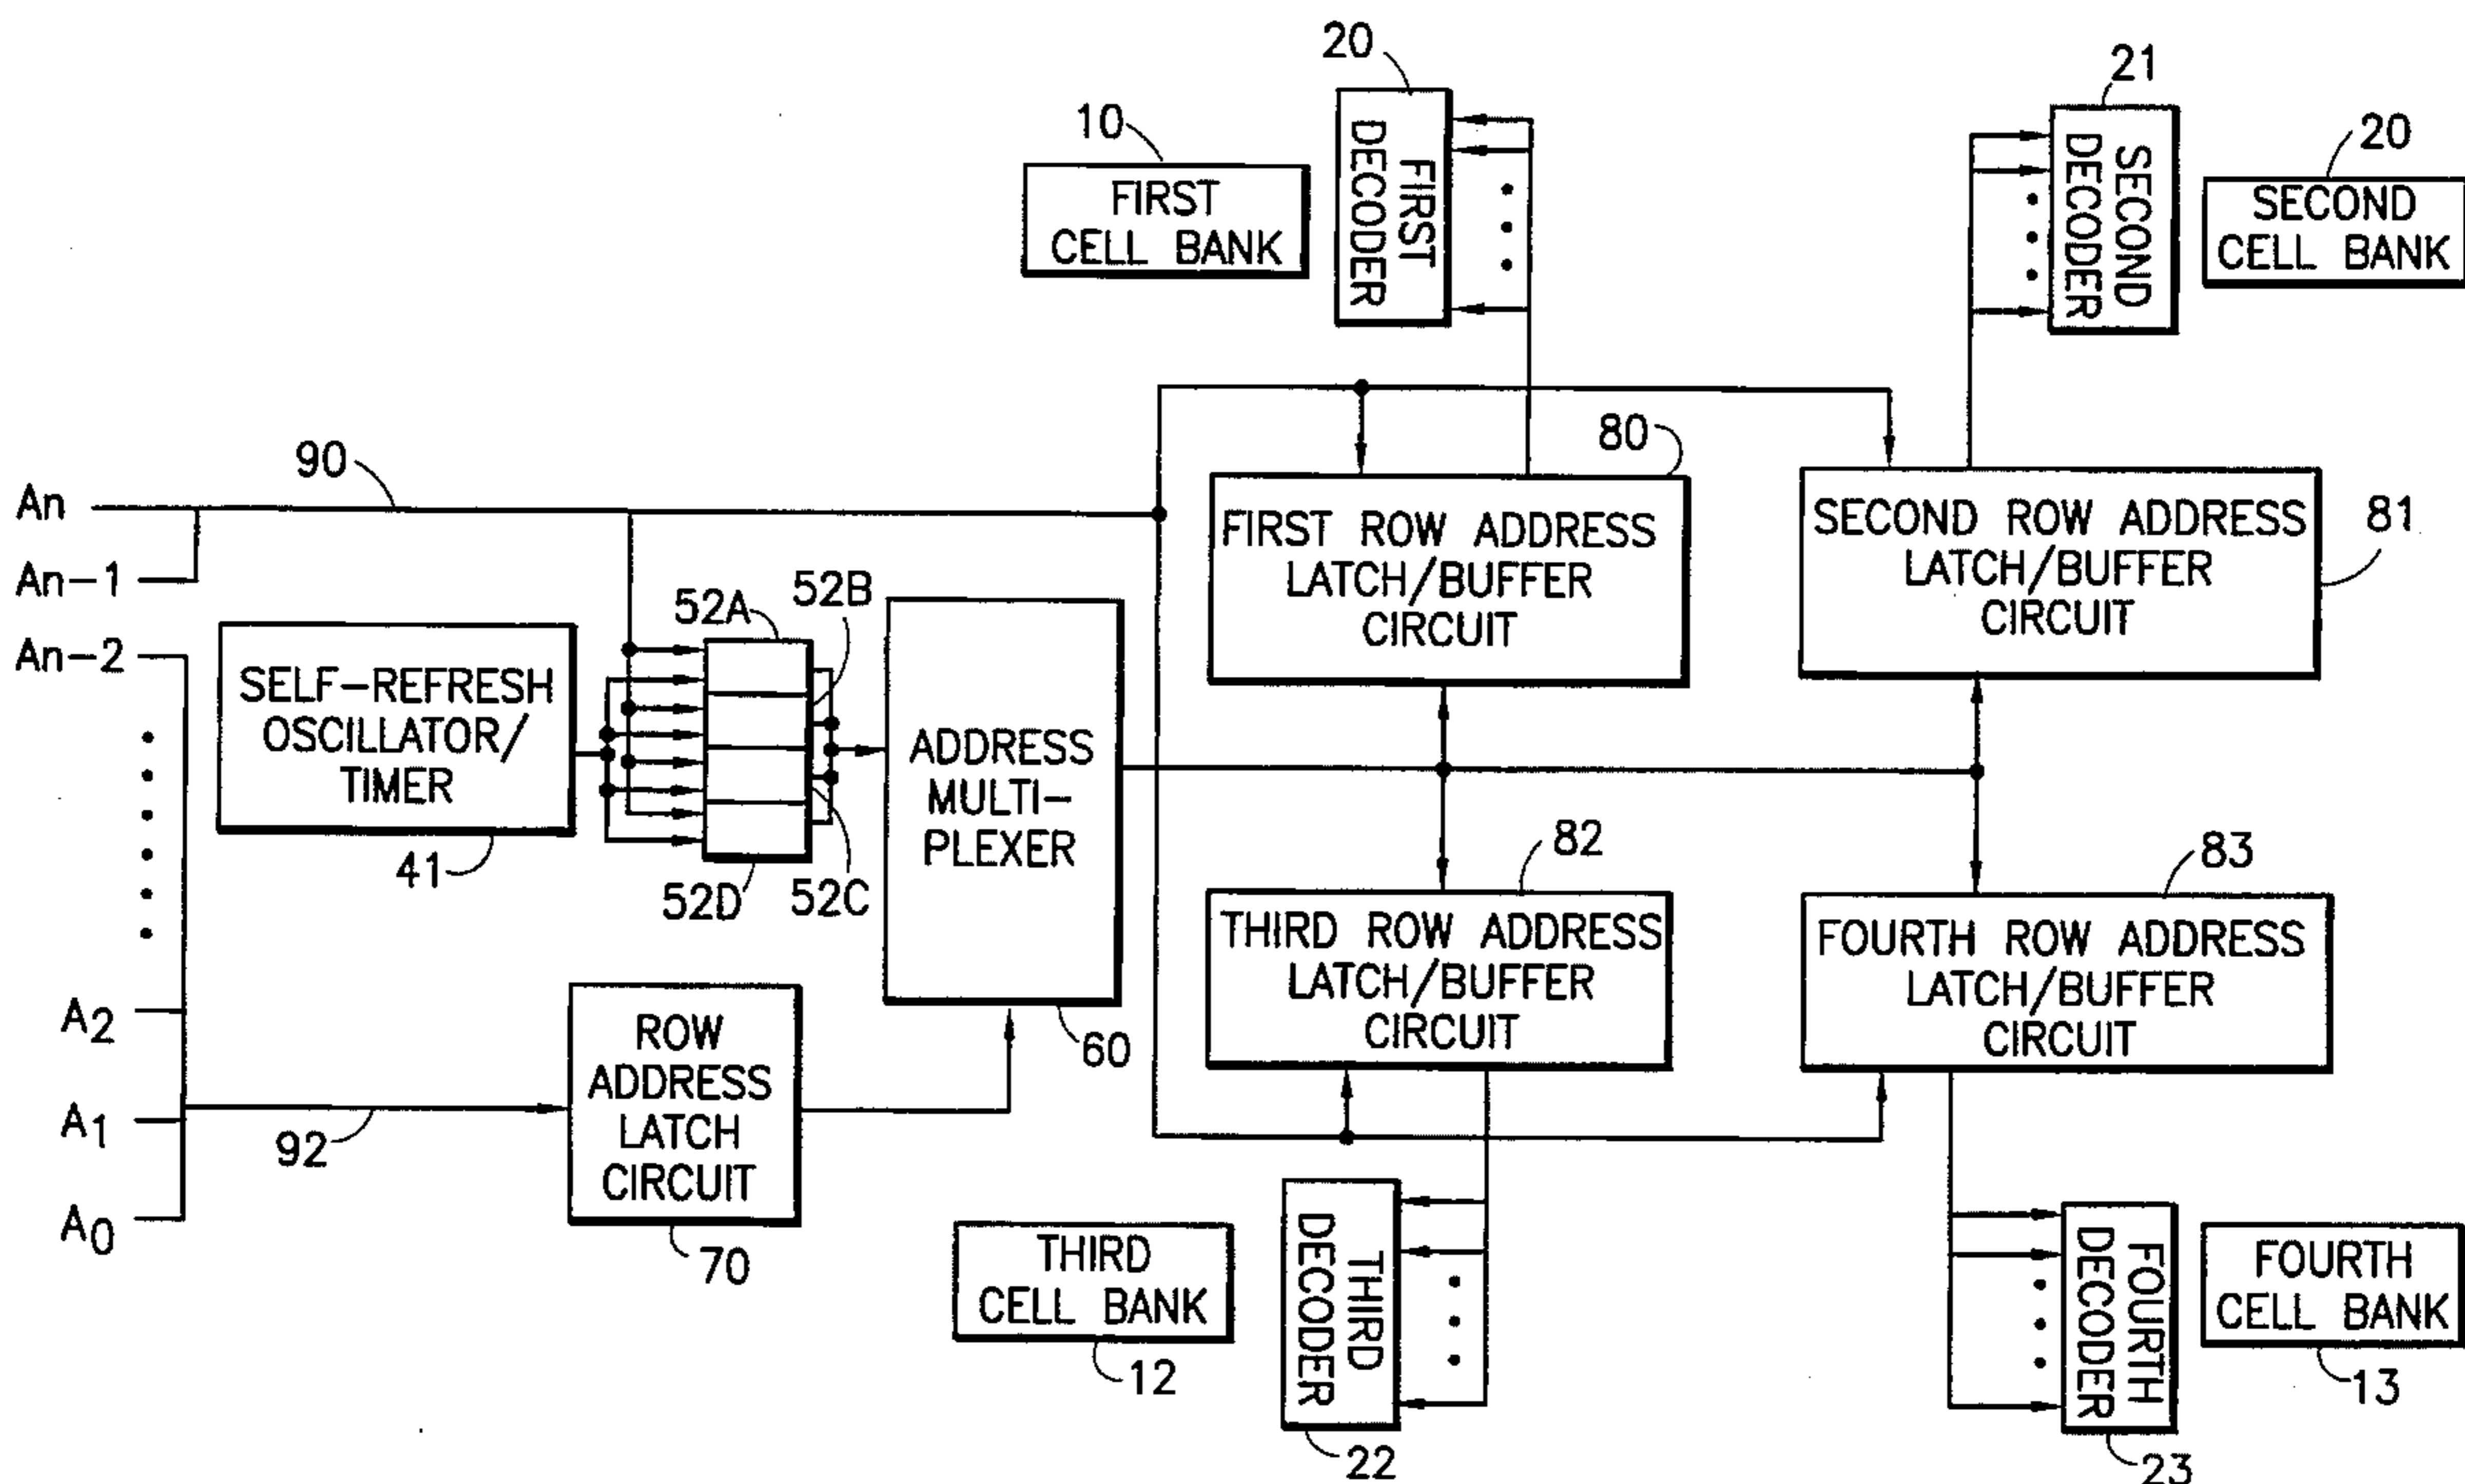 20
21
10
20
FIRST
CELL BANK
FIRST
DECODER
SECOND
DECODER
SECOND
CELL BANK
90
80
An
An-1
An-2
81
FIRST ROW ADDRESS
LATCH/BUFFER
CIRCUIT
SECOND ROW ADDRESS
LATCH/BUFFER
CIRCUIT
52A
52B
SELF-REFRESH
OSCILLATOR/
TIMER
41
ADDRESS
MULTI-
PLEXER
52D
52C
82
83
THIRD ROW ADDRESS
LATCH/BUFFER
CIRCUIT
FOURTH ROW ADDRESS
LATCH/BUFFER
CIRCUIT
60
A2
A1
A0
92
ROW
ADDRESS
LATCH
CIRCUIT
70
THIRD
CELL BANK
12
THIRD
DECODER
22
FOURTH
DECODER
23
FOURTH
CELL BANK
13